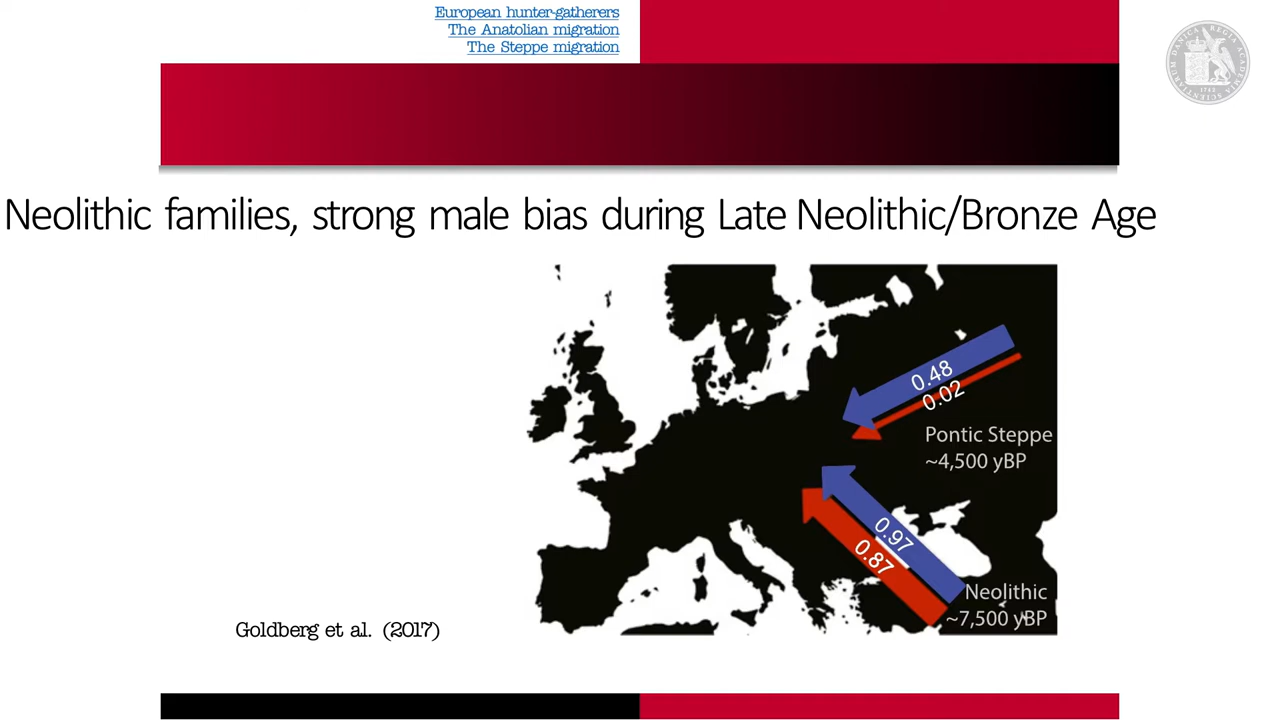 European hunter-gatherers
The Anatolian migration
The Steppe migration
Neolithic families, strong male bias during Late Neolithic/Bronze Age
0.48
0.02
Pontic Steppe
~4,500 yBP
0.97
0.87
Neolithic
~7,500 yBP
Goldberg et al. (2017)